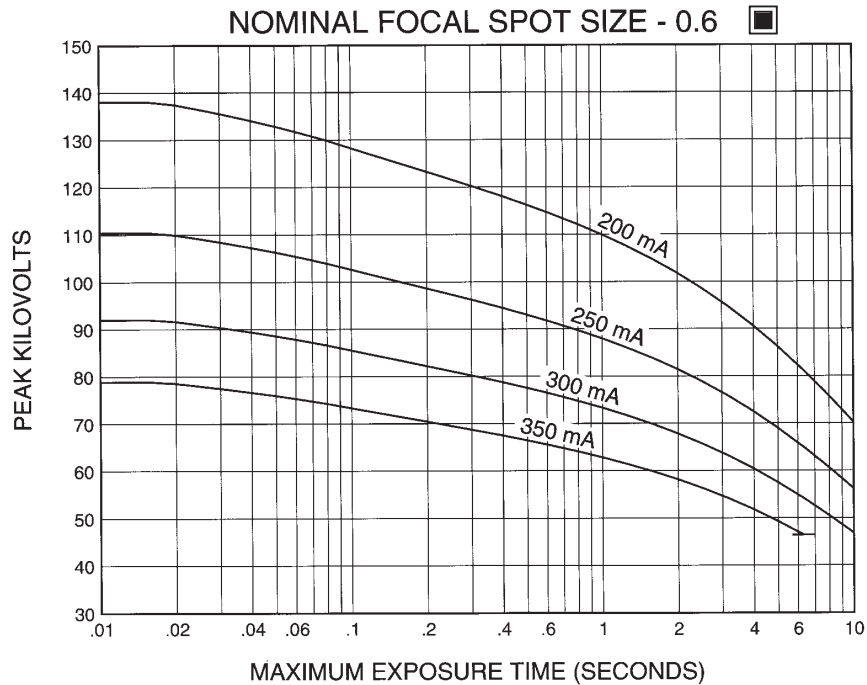 NOMINAL FOCAL SPOT SIZE - 0.6
150
140
130
120
110
100
90
80
70
60
50
40
30
PEAK KILOVOLTS
200 mA
250 mA
300 mA
350 mA
.01 .02 .04 .06 .1 .2 .4 .6 1 2 4 6 10
MAXIMUM EXPOSURE TIME (SECONDS)